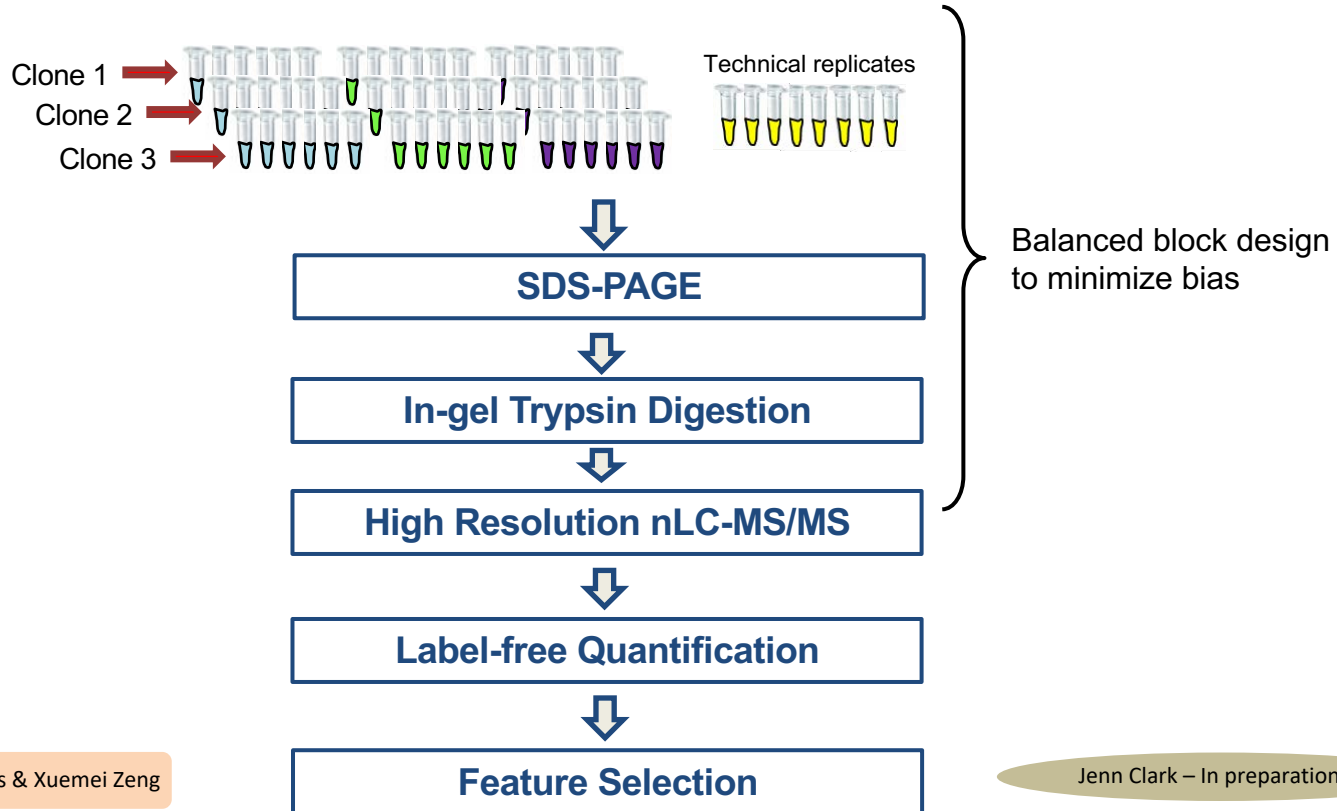 Clone 1
Clone 2
Clone 3
Technical replicates
SDS-PAGE
In-gel Trypsin Digestion
High Resolution nLC-MS/MS
Label-free Quantification
Feature Selection
Balanced block design
to minimize bias
s & Xuemei Zeng
Jenn Clark – In preparation